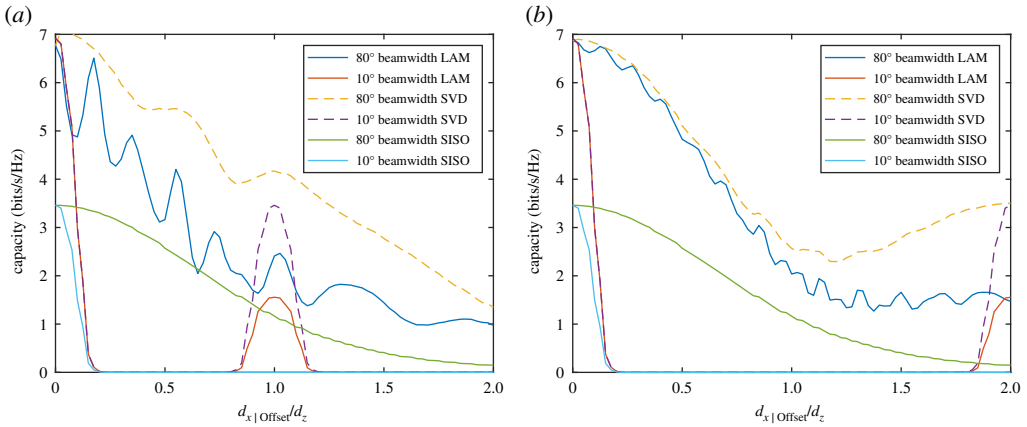 (a)
7
6
5
4
3
2
1
0
capacity (bits/s/Hz)
80° beamwidth LAM
10° beamwidth LAM
80° beamwidth SVD
10° beamwidth SVD
80° beamwidth SISO
10° beamwidth SISO
0 0.5 1.0 1.5 2.0
dx | Offset/dz
(b)
7
6
5
4
3
2
1
0
capacity (bits/s/Hz)
80° beamwidth LAM
10° beamwidth LAM
80° beamwidth SVD
10° beamwidth SVD
80° beamwidth SISO
10° beamwidth SISO
0 0.5 1.0 1.5 2.0
dx | Offset/dz